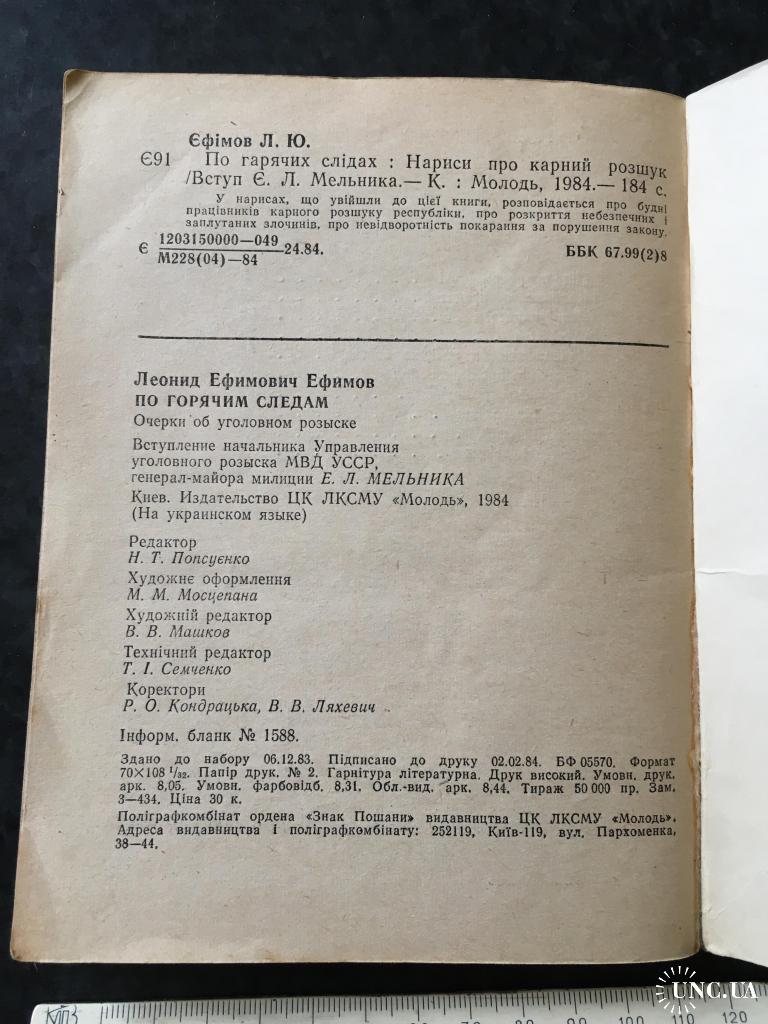 Єфімов Л. Ю.
Є91 По гарячих слідах : Нариси про карний розшук
/Вступ Є. Л. Мельника.— К. : Молодь, 1984.— 184 с.
У нарисах, що увійшли до цієї книги, розповідається про будні
працівників карного розшуку республіки, про розкриття небезпечних і
заплутаних злочинів, про невідворотність покарання за порушення закону.
Є 1203150000—049
М228(04)—84 24.84.
ББК 67.99(2)8
Леонид Ефимович Ефимов
ПО ГОРЯЧИМ СЛЕДАМ
Очерки об уголовном розыске
Вступление начальника Управления
уголовного розыска МВД УССР,
генерал-майора милиции Е. Л. МЕЛЬНИКА
Киев. Издательство ЦК ЛКСМУ «Молодь», 1984
(На украинском языке)
Редактор
Н. Т. Попсуєнко
Художнє оформлення
М. М. Мосцепана
Художній редактор
В. В. Машков
Технічний редактор
Т. І. Семченко
Коректори
Р. О. Кондрацька, В. В. Ляхевич
Інформ. бланк № 1588.
Здано до набору 06.12.83. Підписано до друку 02.02.84. БФ 05570. Формат
70×108 1/32. Папір друк. № 2. Гарнітура літературна. Друк високий. Умовн. друк.
арк. 8,05. Умовн. фарбовідб. 8,31. Обл.-вид. арк. 8,44. Тираж 50 000 пр. Зам.
3—434. Ціна 30 к.
Поліграфкомбінат ордена «Знак Пошани» видавництва ЦК ЛКСМУ «Молодь».
Адреса видавництва і поліграфкомбінату: 252119, Київ-119, вул. Пархоменка,
38—44.
UNC.UA
90 100 110 120